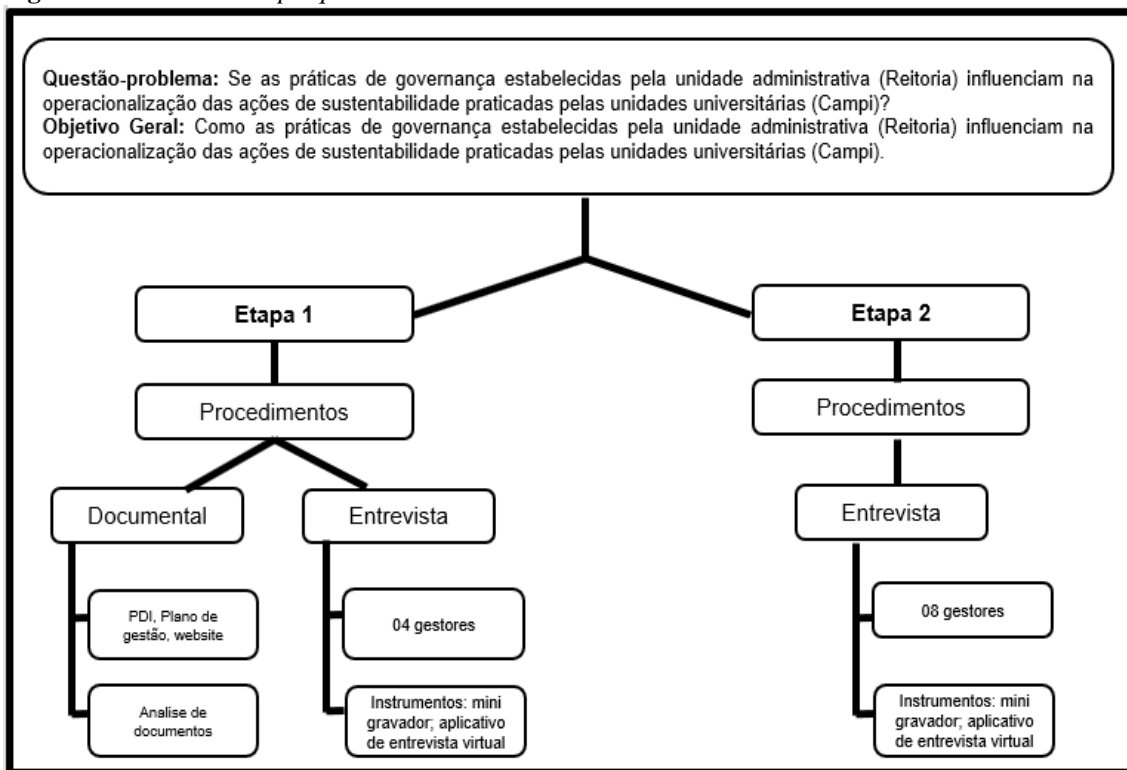 Questão-problema: Se as práticas de governança estabelecidas pela unidade administrativa (Reitoria) influenciam na
operacionalização das ações de sustentabilidade praticadas pelas unidades universitárias (Campi)?
Objetivo Geral: Como as práticas de governança estabelecidas pela unidade administrativa (Reitoria) influenciam na
operacionalização das ações de sustentabilidade praticadas pelas unidades universitárias (Campi).
Etapa 1
Etapa 2
Procedimentos
Procedimentos
Documental
Entrevista
Entrevista
PDI, Plano de
gestão, website
04 gestores
08 gestores
Analise de
documentos
Instrumentos: mini
gravador; aplicativo
de entrevista virtual
Instrumentos: mini
gravador; aplicativo
de entrevista virtual